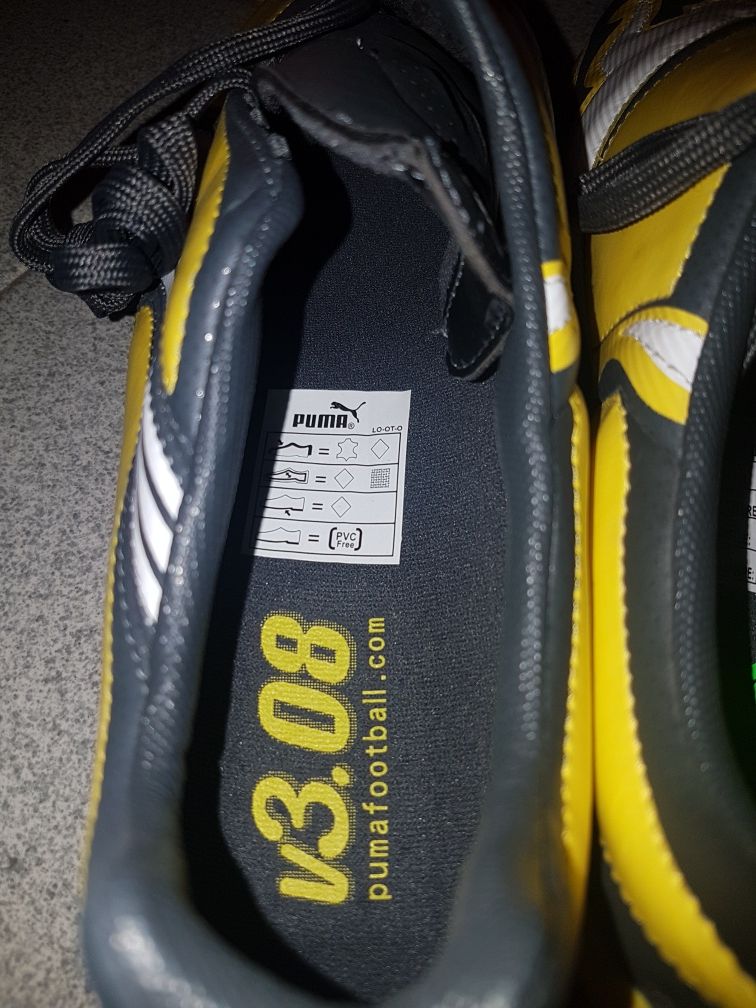 PUMA®
LO-OT-O
=
=
=
= [PVC
Free]
v3.08
pumafootball.com